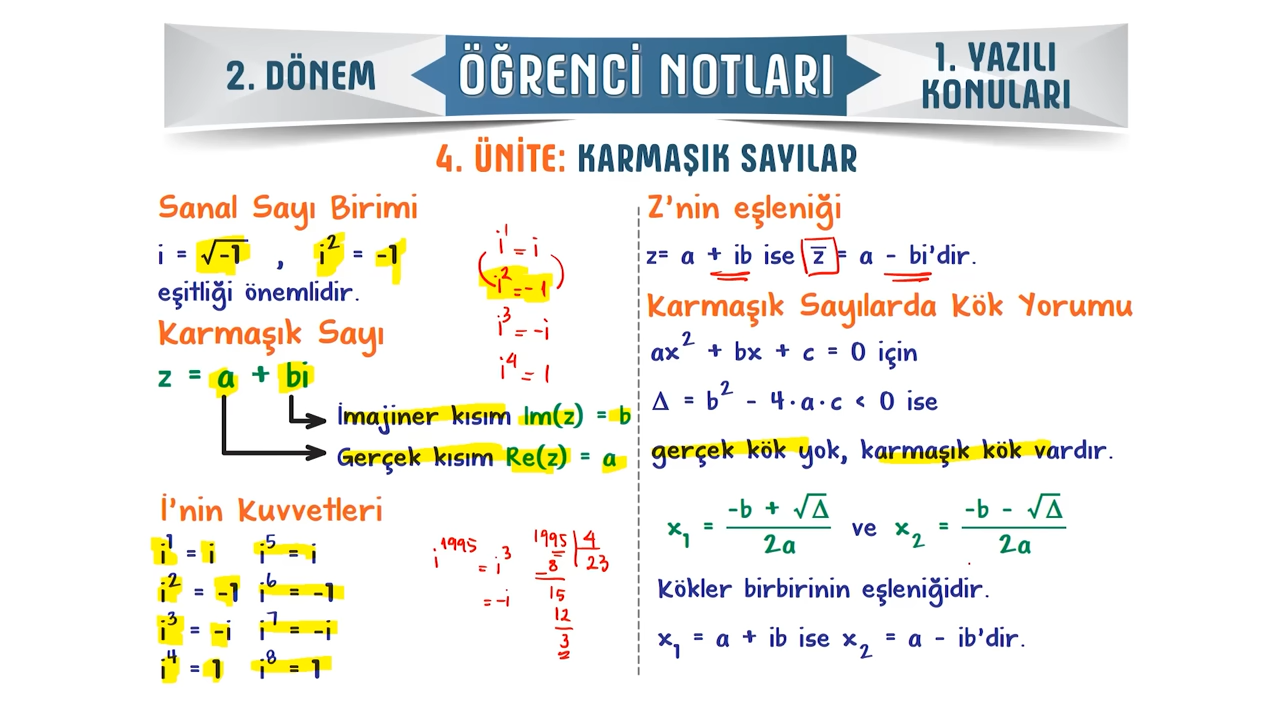 2. DÖNEM
ÖĞRENCİ NOTLARI
1. YAZILI
KONULARI
4. ÜNİTE: KARMAŞIK SAYILAR
Sanal Sayı Birimi
i = √-1 , i² = -1
eşitliği önemlidir.
Karmaşık Sayı
z = a + bi
İmajiner kısım Im(z) = b
Gerçek kısım Re(z) = a
i¹ = i
i² = -1
i³ = -i
i⁴ = 1
İ'nin Kuvvetleri
i¹ = i i⁵ = i
i² = -1 i⁶ = -1
i³ = -i i⁷ = -i
i⁴ = 1 i⁸ = 1
i¹⁹⁹⁵ = i³
= -i
1995 4
8 23
15
12
3
Z'nin eşleniği
z= a + ib ise z̅ = a - bi'dir.
Karmaşık Sayılarda Kök Yorumu
ax² + bx + c = 0 için
Δ = b² - 4·a·c < 0 ise
gerçek kök yok, karmaşık kök vardır.
x₁ = (-b + √Δ)/2a ve x₂ = (-b - √Δ)/2a
Kökler birbirinin eşleniğidir.
x₁ = a + ib ise x₂ = a - ib'dir.